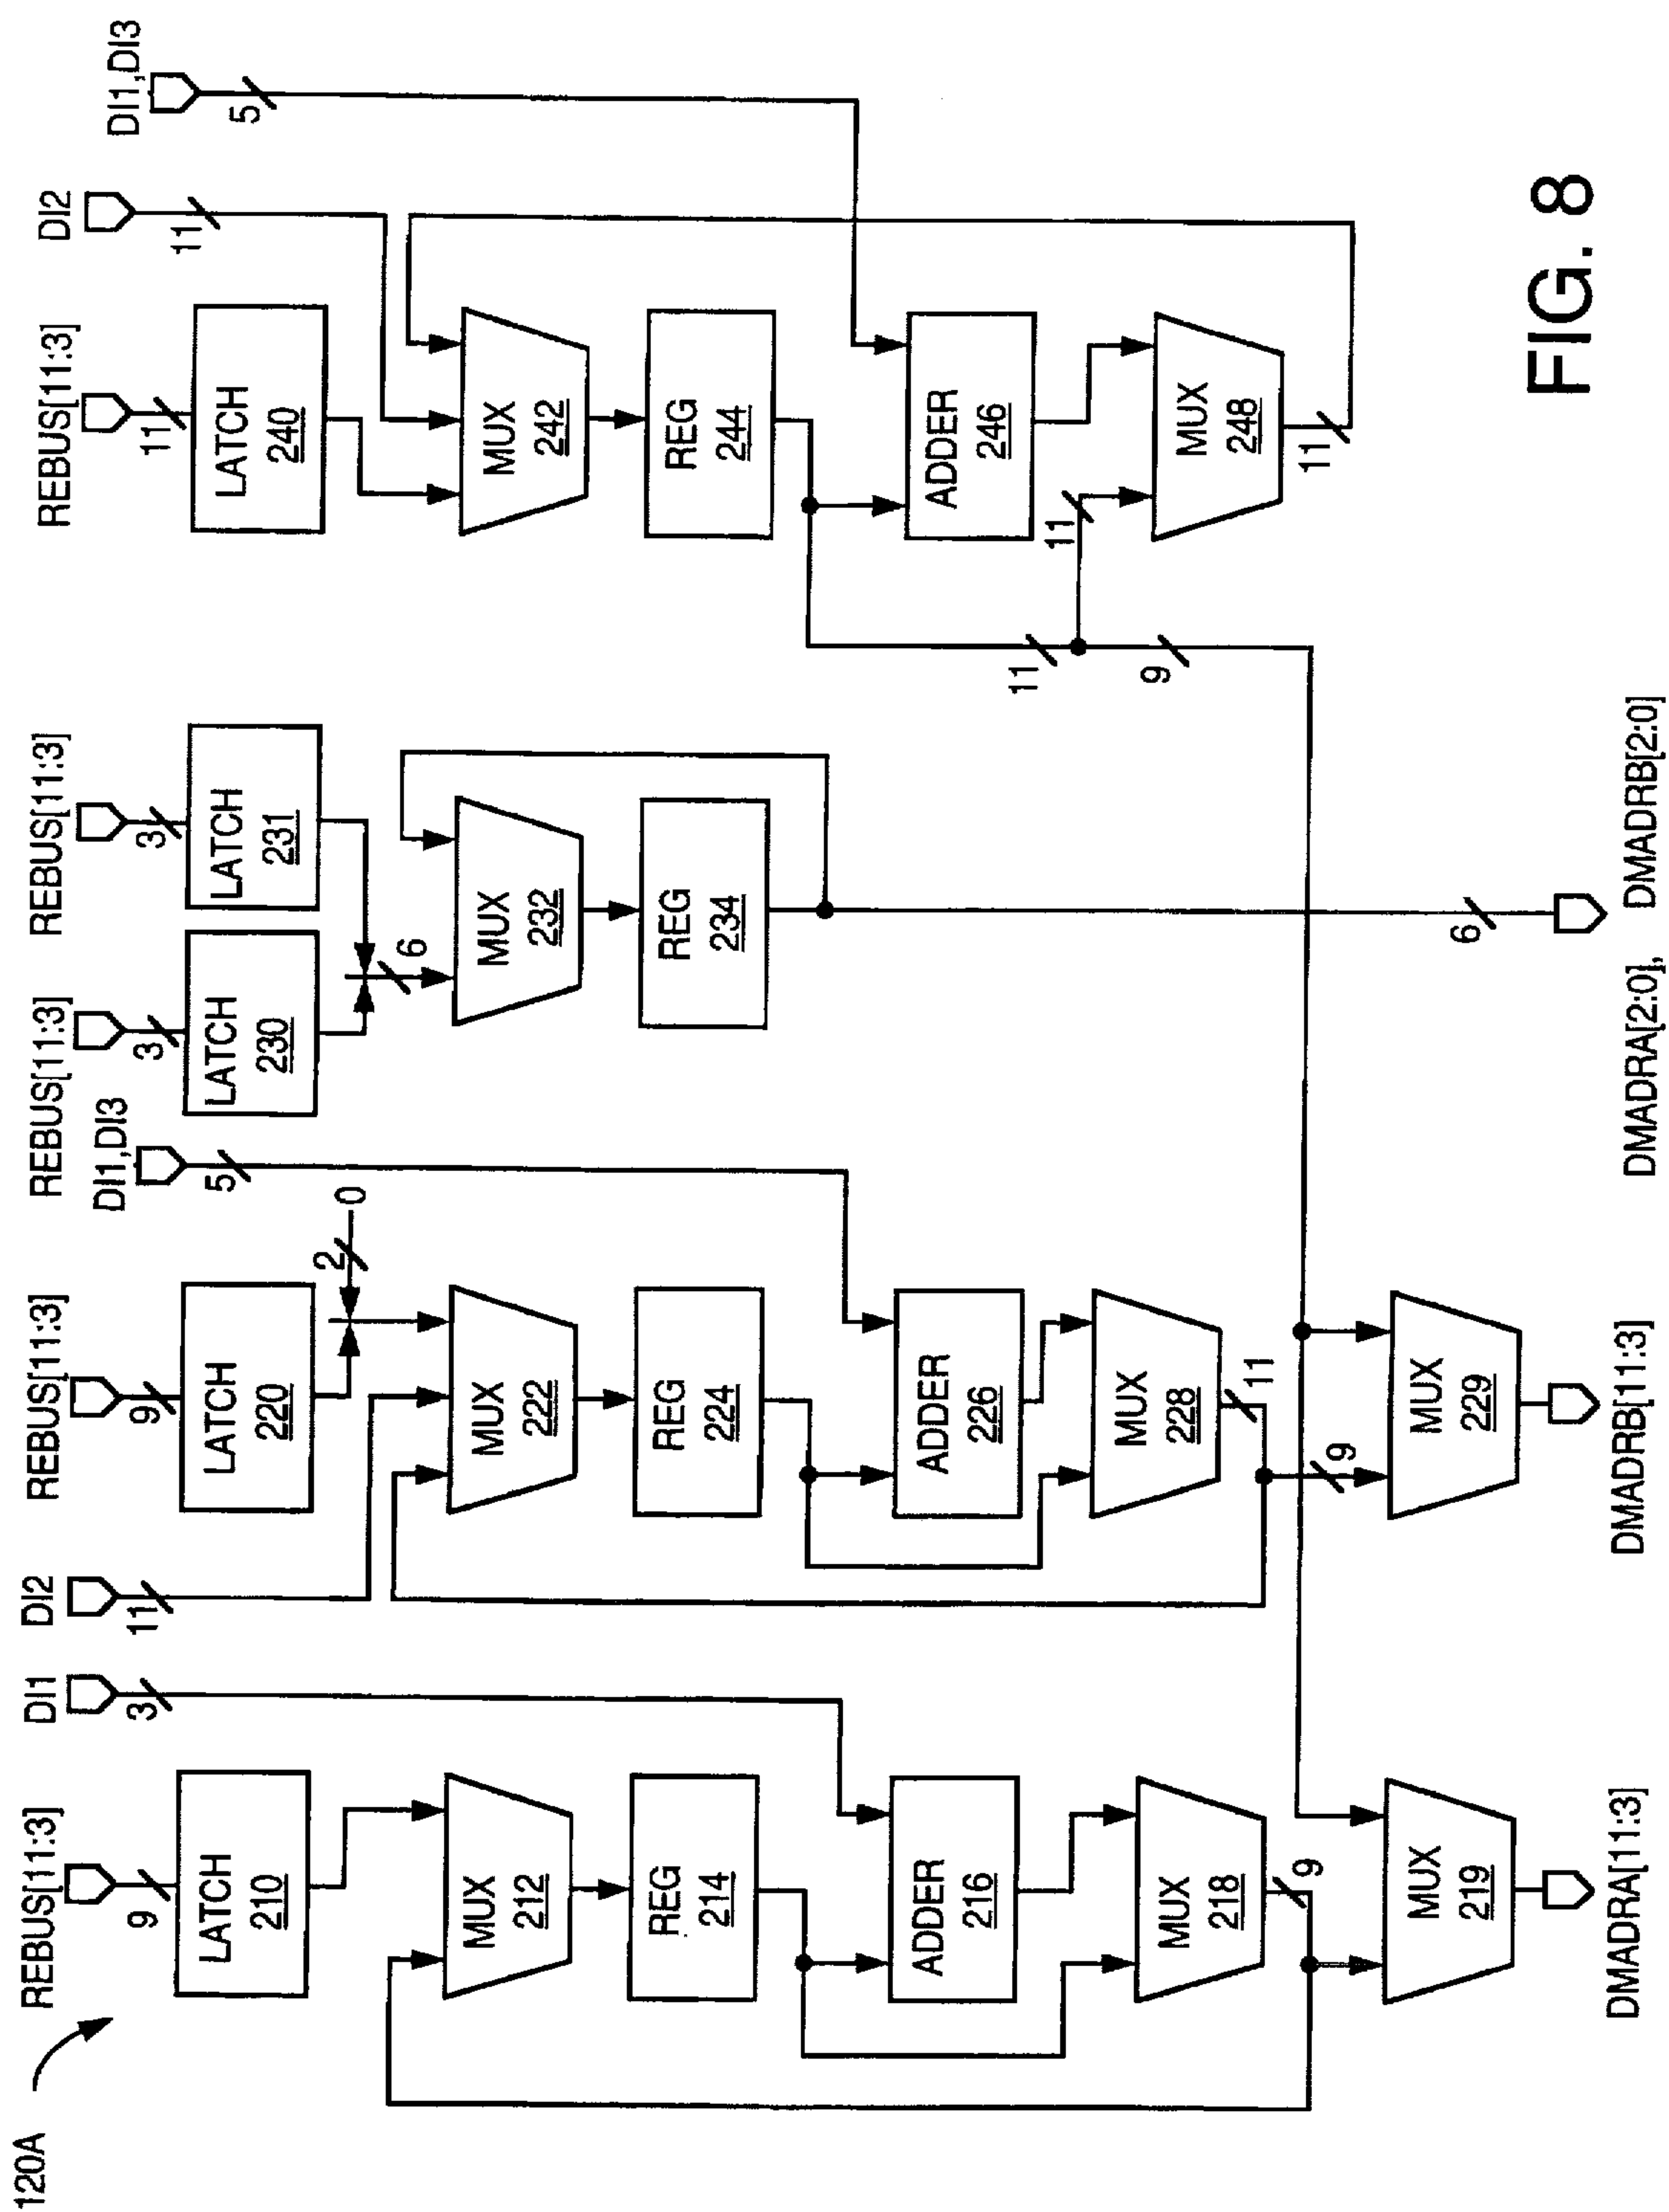 120A
REBUS[11:3]
DI1
DI2
REBUS[11:3]
DI1,DI3
REBUS[11:3]
REBUS[11:3]
REBUS[11:3]
DI2
DI1,DI3
9
3
11
9
5
3
3
11
11
5
LATCH
210
LATCH
220
LATCH
230
LATCH
231
LATCH
240
2
0
6
MUX
212
MUX
222
MUX
232
MUX
242
REG
214
REG
224
REG
234
REG
244
ADDER
216
ADDER
226
ADDER
246
11
11
9
MUX
218
MUX
228
MUX
248
9
11
11
9
MUX
219
MUX
229
6
DMADRA[11:3]
DMADRB[11:3]
DMADRA[2:0],
DMADRB[2:0]
FIG. 8